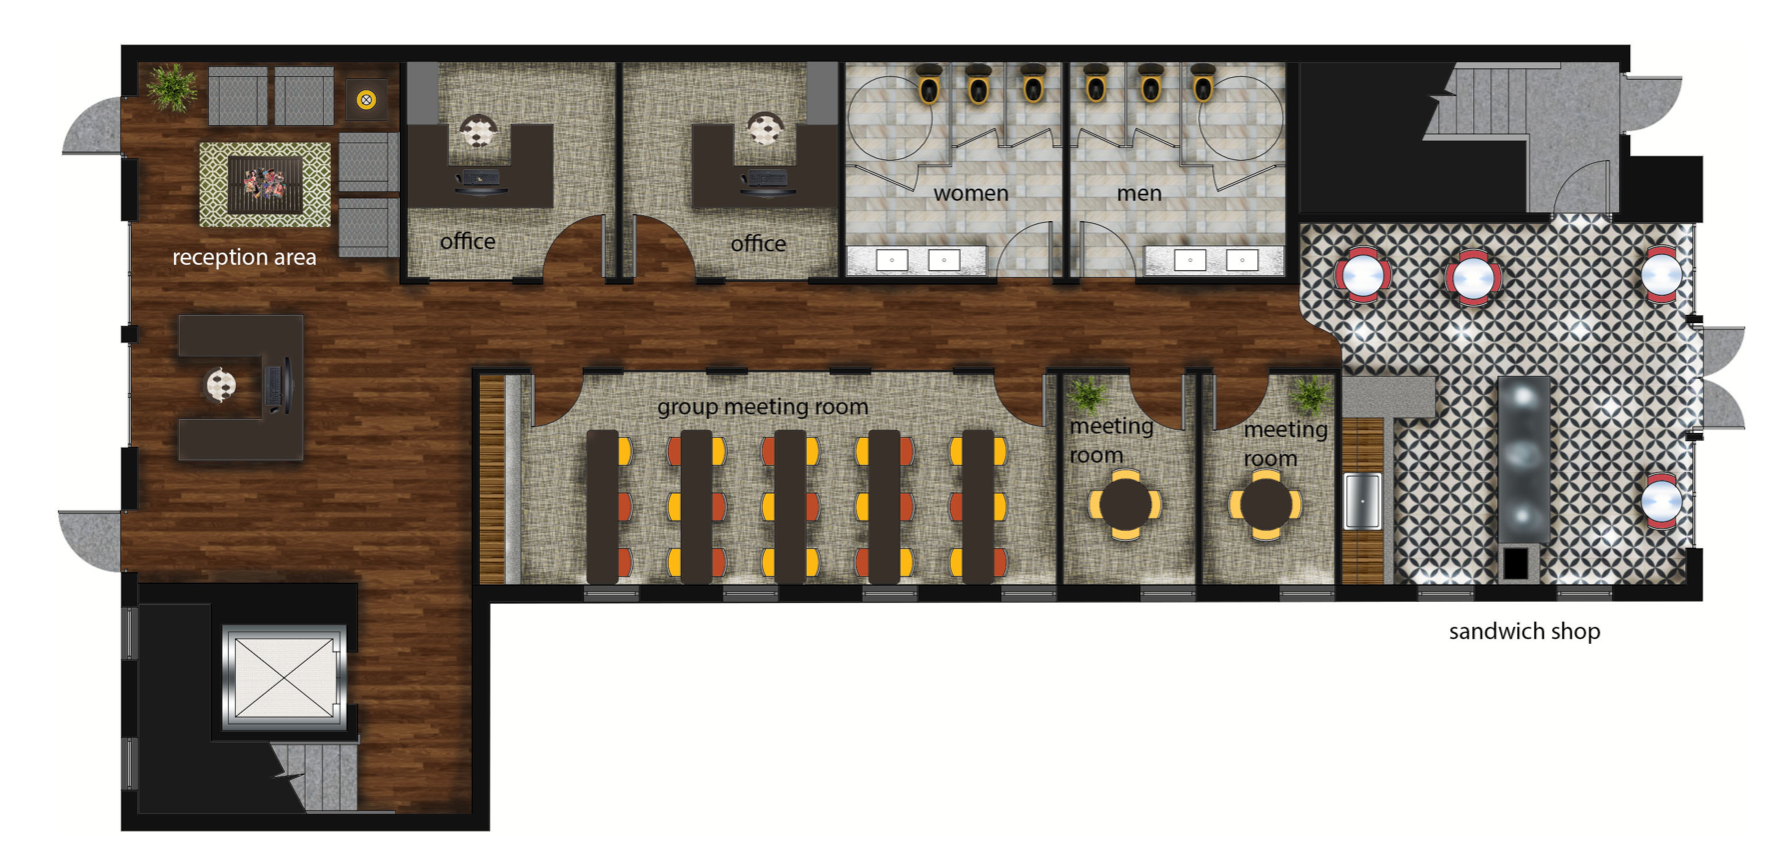 women
men
office
office
reception area
group meeting room
meeting
room
meeting
room
sandwich shop